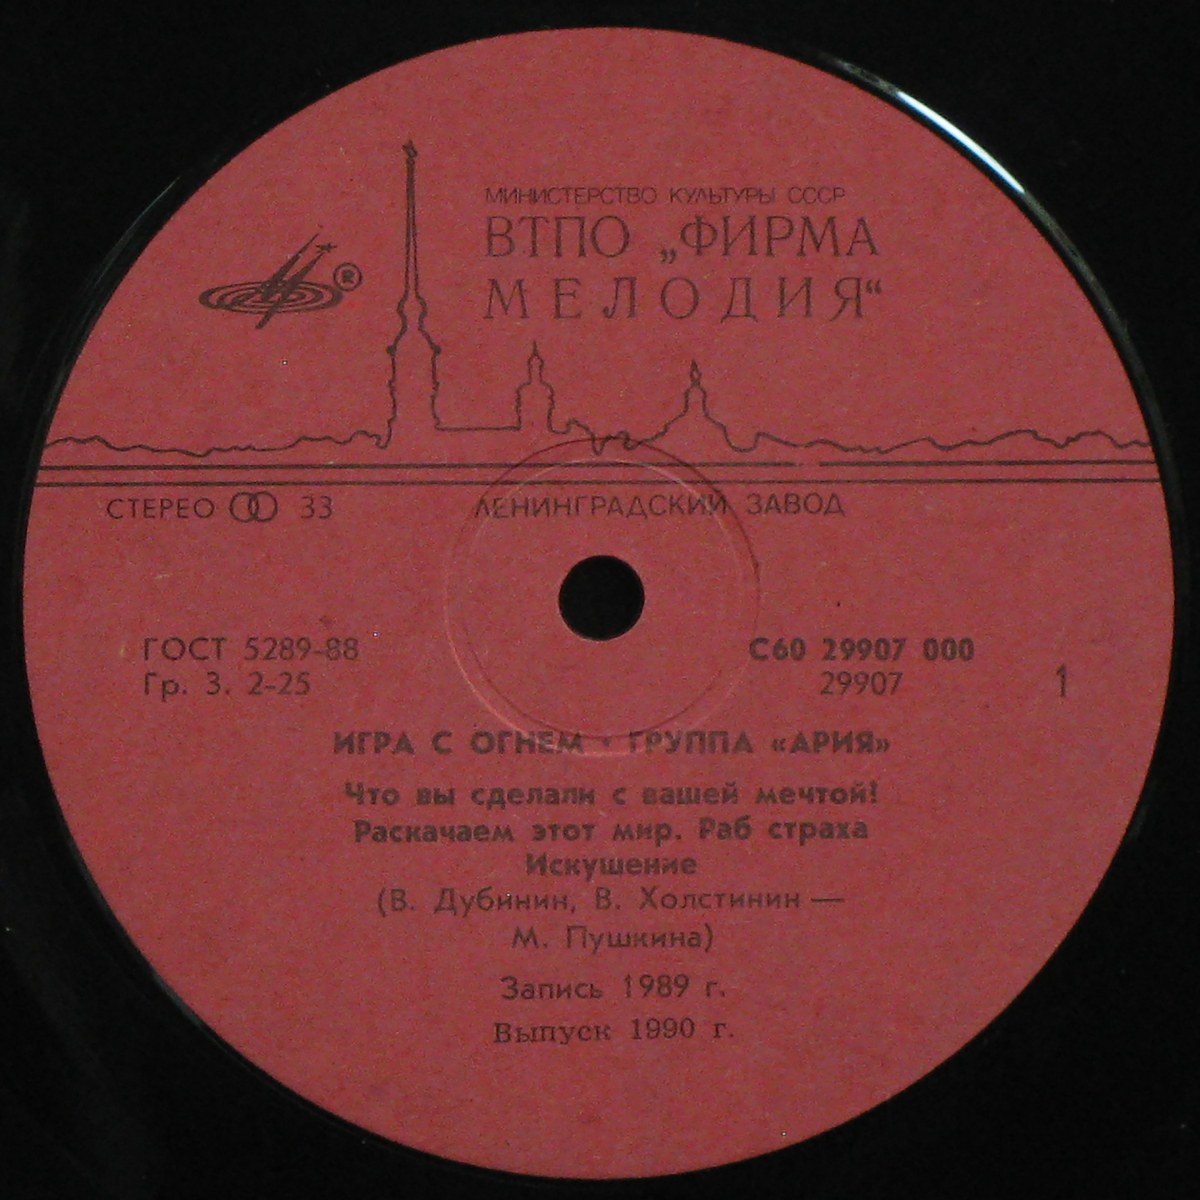 МИНИСТЕРСТВО КУЛЬТУРЫ СССР
ВТПО „ФИРМА
МЕЛОДИЯ“
®
СТЕРЕО 33
ЛЕНИНГРАДСКИЙ ЗАВОД
ГОСТ 5289-88
Гр. 3. 2-25
С60 29907 000
29907
1
ИГРА С ОГНЕМ · ГРУППА «АРИЯ»
Что вы сделали с вашей мечтой!
Раскачаем этот мир. Раб страха
Искушение
(В. Дубинин, В. Холстинин —
М. Пушкина)
Запись 1989 г.
Выпуск 1990 г.